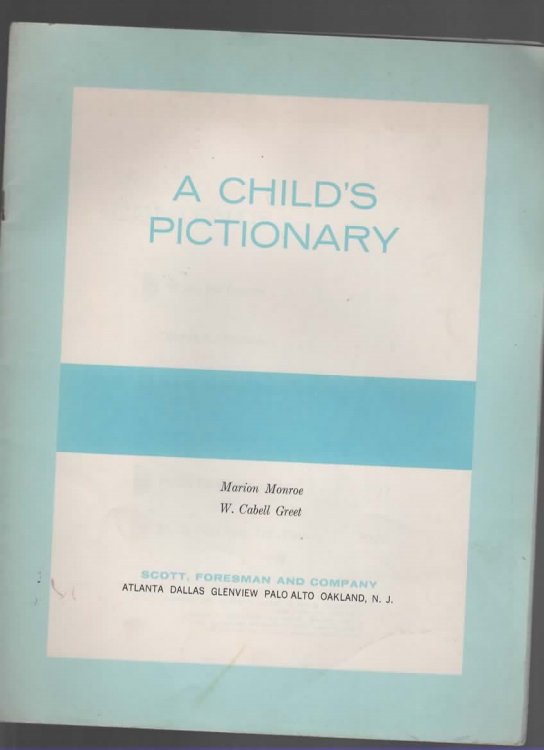 A CHILD'S
PICTIONARY
Marion Monroe
W. Cabell Greet
SCOTT, FORESMAN AND COMPANY
ATLANTA DALLAS GLENVIEW PALO ALTO OAKLAND, N. J.